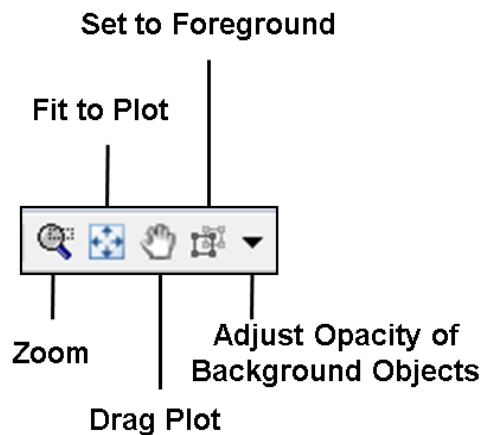 Set to Foreground
Fit to Plot
Zoom
Adjust Opacity of
Background Objects
Drag Plot